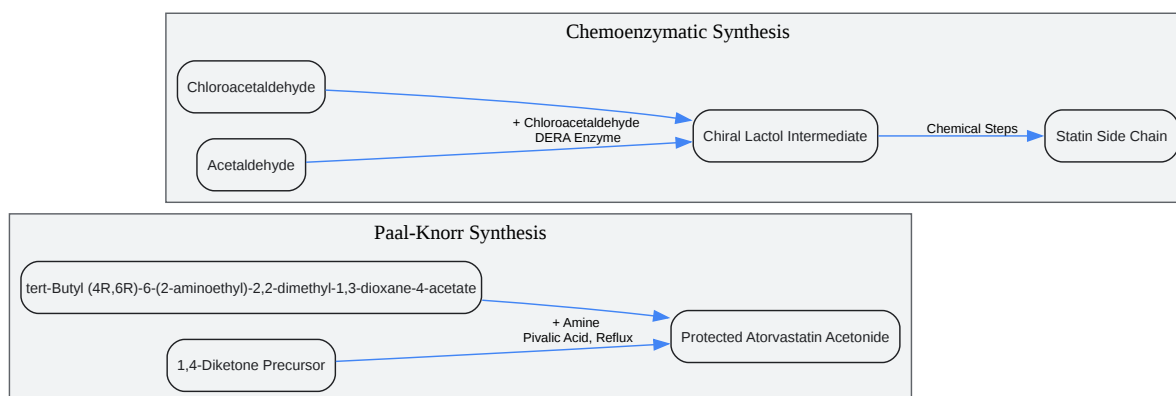 Chemoenzymatic Synthesis
Chloroacetaldehyde
+ Chloroacetaldehyde
DERA Enzyme
Acetaldehyde
Chiral Lactol Intermediate
Chemical Steps
Statin Side Chain
Paal-Knorr Synthesis
tert-Butyl (4R,6R)-6-(2-aminoethyl)-2,2-dimethyl-1,3-dioxane-4-acetate
+ Amine
Pivalic Acid, Reflux
1,4-Diketone Precursor
Protected Atorvastatin Acetonide